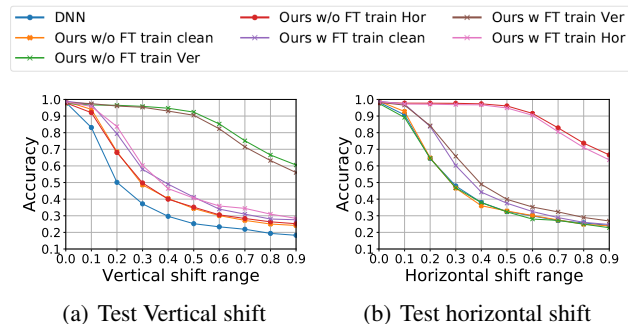 DNN
Ours w/o FT train Hor
Ours w FT train Ver
Ours w/o FT train clean
Ours w FT train clean
Ours w FT train Hor
Ours w/o FT train Ver
1.0
0.9
0.8
0.7
0.6
0.5
0.4
0.3
0.2
0.1
Accuracy
0.0 0.1 0.2 0.3 0.4 0.5 0.6 0.7 0.8 0.9
Vertical shift range
(a) Test Vertical shift
1.0
0.9
0.8
0.7
0.6
0.5
0.4
0.3
0.2
0.1
Accuracy
0.0 0.1 0.2 0.3 0.4 0.5 0.6 0.7 0.8 0.9
Horizontal shift range
(b) Test horizontal shift